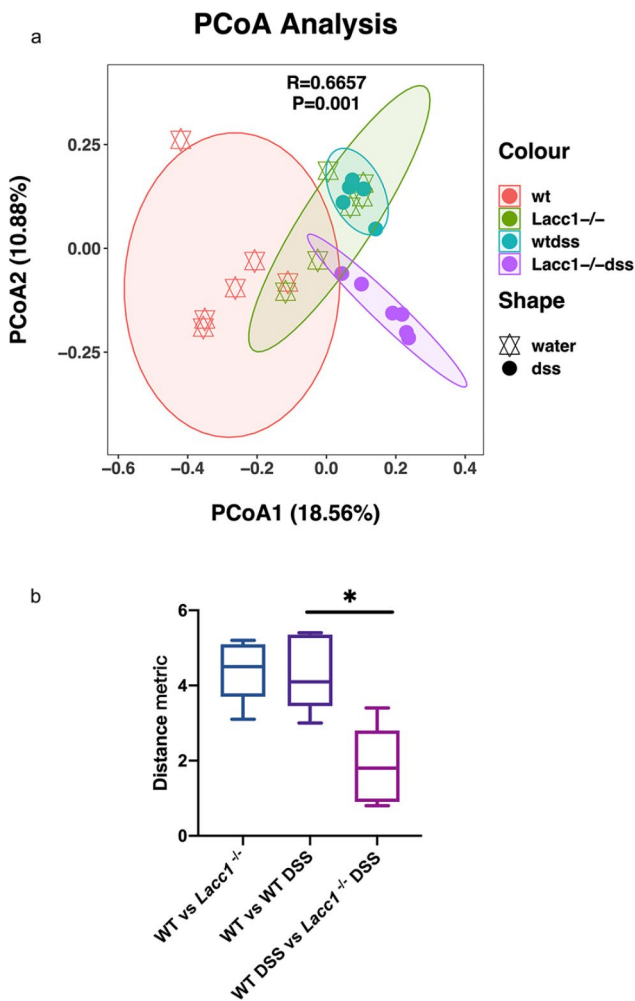 a
PCoA Analysis
R=0.6657
P=0.001
0.25
0.00
−0.25
PCoA2 (10.88%)
−0.6
−0.4
−0.2
0.0
0.2
0.4
PCoA1 (18.56%)
Colour
wt
Lacc1−/−
wtdss
Lacc1−/−dss
Shape
water
dss
b
*
6
4
2
0
Distance metric
WT vs Lacc1 -/-
WT vs WT DSS
WT DSS vs Lacc1 -/- DSS